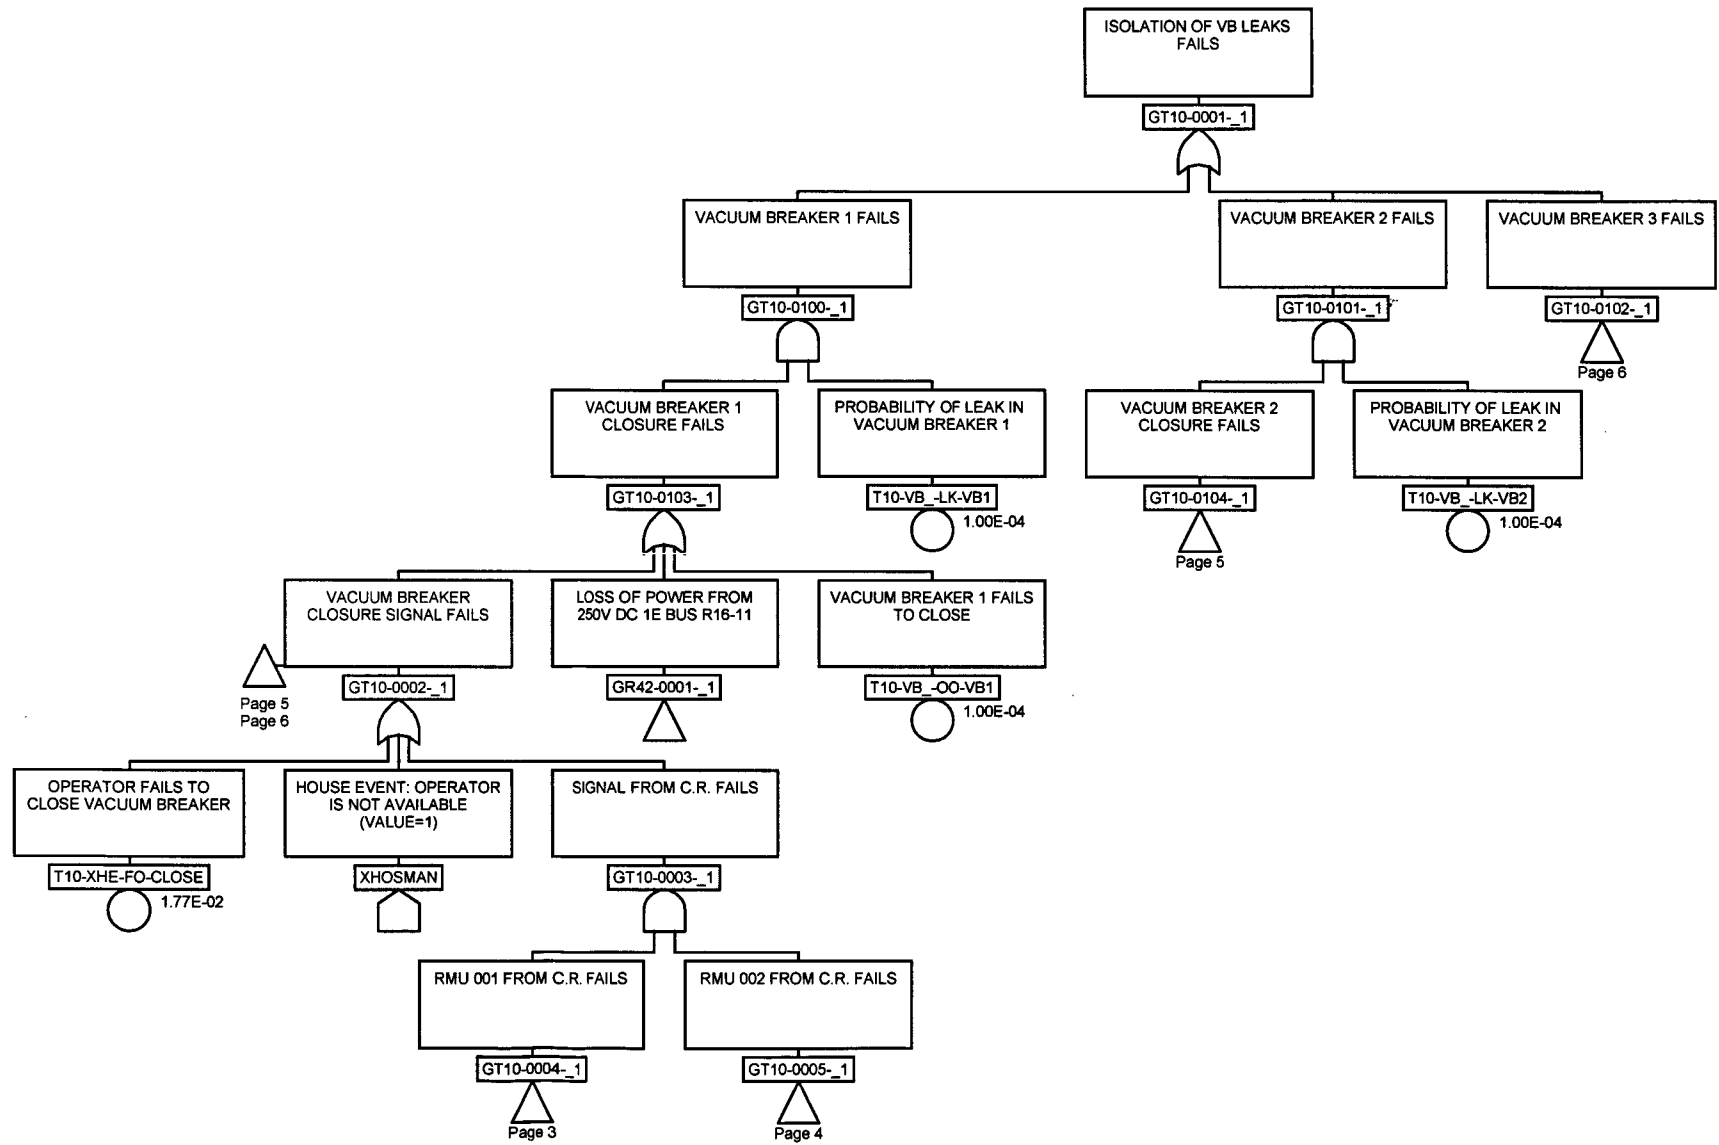 ISOLATION OF VB LEAKS
FAILS
GT10-0001-_1
VACUUM BREAKER 1 FAILS
VACUUM BREAKER 2 FAILS
VACUUM BREAKER 3 FAILS
GT10-0100-_1
GT10-0101-_1
GT10-0102-_1
Page 6
VACUUM BREAKER 1
CLOSURE FAILS
PROBABILITY OF LEAK IN
VACUUM BREAKER 1
VACUUM BREAKER 2
CLOSURE FAILS
PROBABILITY OF LEAK IN
VACUUM BREAKER 2
GT10-0103-_1
T10-VB_-LK-VB1
1.00E-04
GT10-0104-_1
Page 5
T10-VB_-LK-VB2
1.00E-04
VACUUM BREAKER
CLOSURE SIGNAL FAILS
LOSS OF POWER FROM
250V DC 1E BUS R16-11
VACUUM BREAKER 1 FAILS
TO CLOSE
Page 5
Page 6
GT10-0002-_1
GR42-0001-_1
T10-VB_-OO-VB1
1.00E-04
OPERATOR FAILS TO
CLOSE VACUUM BREAKER
HOUSE EVENT: OPERATOR
IS NOT AVAILABLE
(VALUE=1)
SIGNAL FROM C.R. FAILS
T10-XHE-FO-CLOSE
1.77E-02
XHOSMAN
GT10-0003-_1
RMU 001 FROM C.R. FAILS
RMU 002 FROM C.R. FAILS
GT10-0004-_1
Page 3
GT10-0005-_1
Page 4